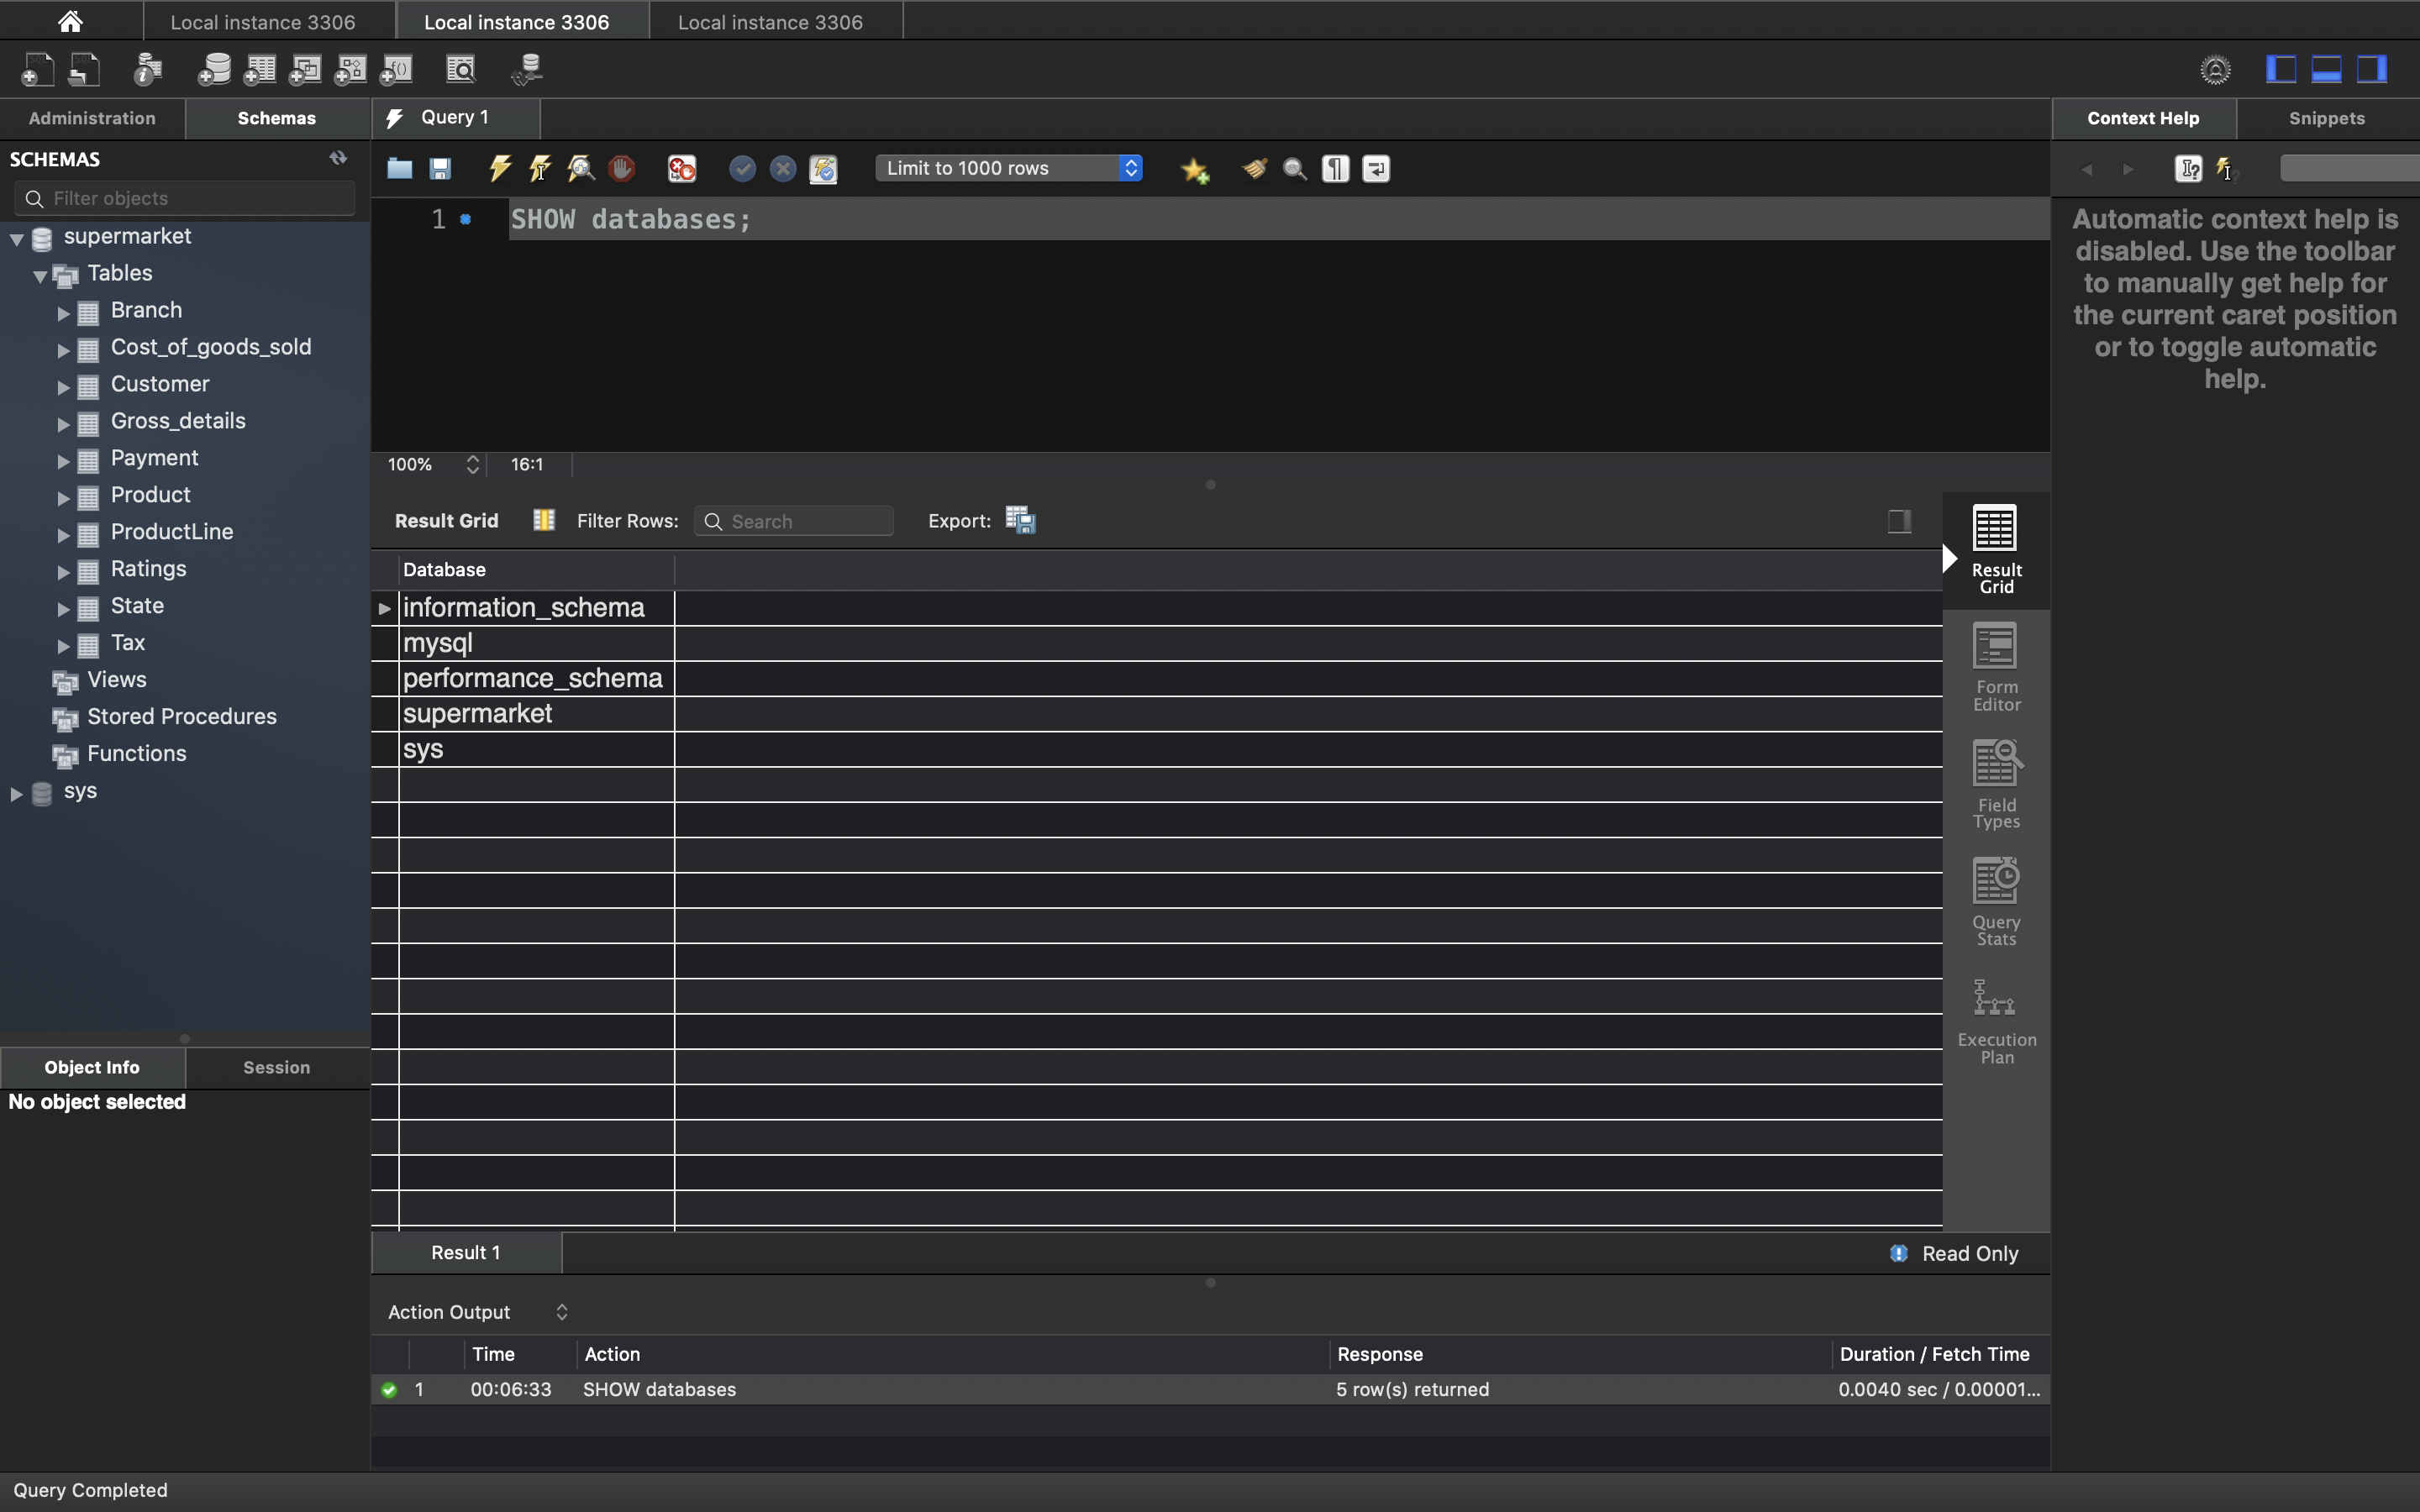 Local instance 3306
Local instance 3306
Local instance 3306
Administration
Schemas
Query 1
Context Help
Snippets
SCHEMAS
Filter objects
Limit to 1000 rows
1
SHOW databases;
supermarket
Tables
Branch
Cost_of_goods_sold
Customer
Gross_details
Payment
Product
ProductLine
Ratings
State
Tax
Views
Stored Procedures
Functions
sys
Automatic context help is
disabled. Use the toolbar
to manually get help for
the current caret position
or to toggle automatic
help.
100%
16:1
Result Grid
Filter Rows:
Search
Export:
Database
information_schema
mysql
performance_schema
supermarket
sys
Result
Grid
Form
Editor
Field
Types
Query
Stats
Execution
Plan
Object Info
Session
No object selected
Result 1
Read Only
Action Output
Time
Action
Response
Duration / Fetch Time
1
00:06:33
SHOW databases
5 row(s) returned
0.0040 sec / 0.00001...
Query Completed